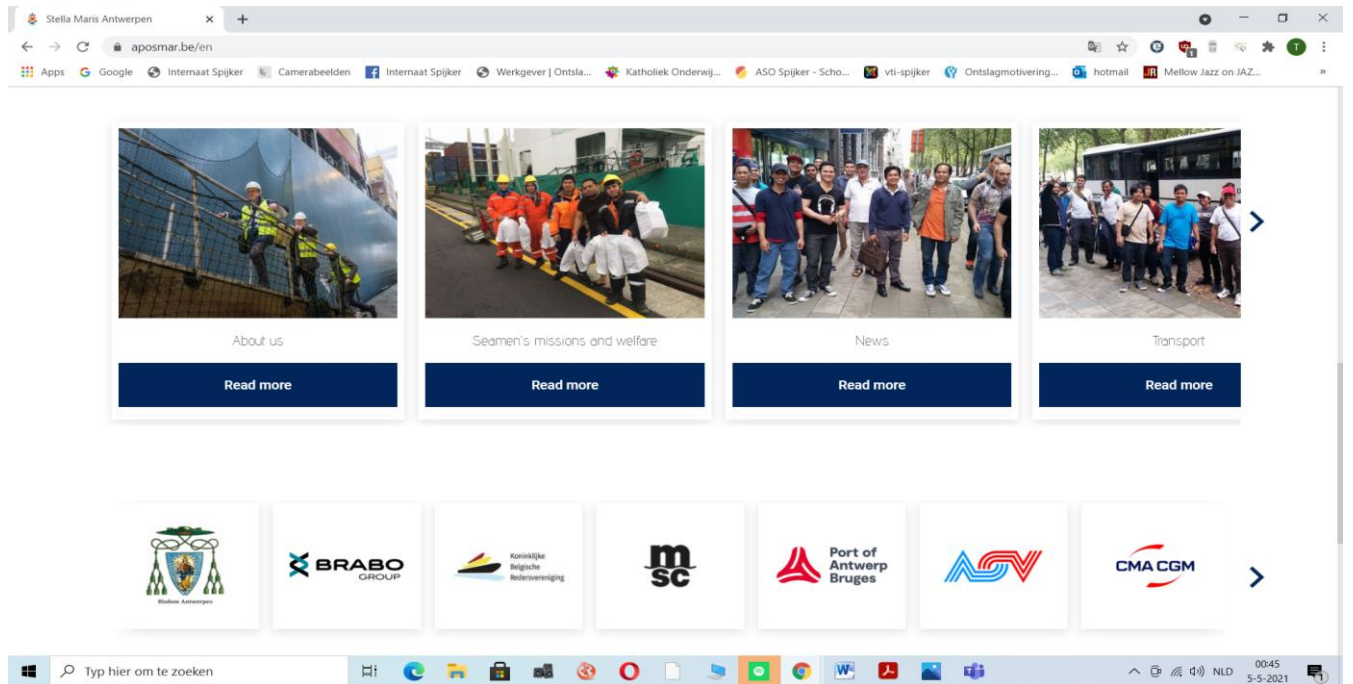 Stella Maris Antwerpen
aposmar.be/en
Apps Google Internaat Spijker Camerabeelden Internaat Spijker Werkgever | Ontsla... Katholiek Onderwij... ASO Spijker - Scho... vti-spijker Ontslagmotivering... hotmail Mellow Jazz on JAZ... »
About us Seamen's missions and welfare News Transport
Read more Read more Read more Read more
Bisdom Antwerpen
BRABO
GROUP
Koninklijke
Belgische
Redersvereniging
msc
Port of
Antwerp
Bruges
ASV
CMA CGM
Typ hier om te zoeken
NLD
00:45
5-5-2021